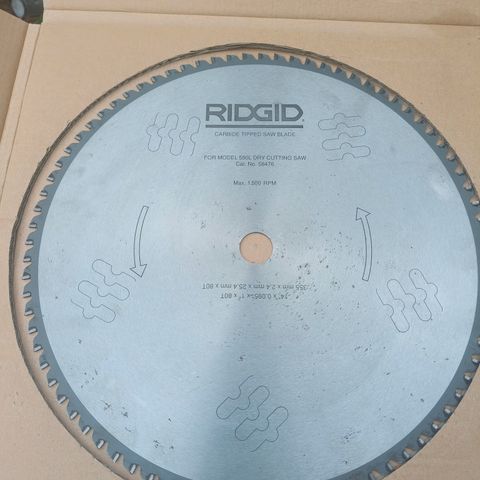 RIDGID
CARBIDE TIPPED SAW BLADE
FOR MODEL 590L DRY CUTTING SAW
Cat. No. 58476
Max. 1500 RPM
14" x 0.095" x 1" x 80T
355 mm x 2.4 mm x 25.4 mm x 80T